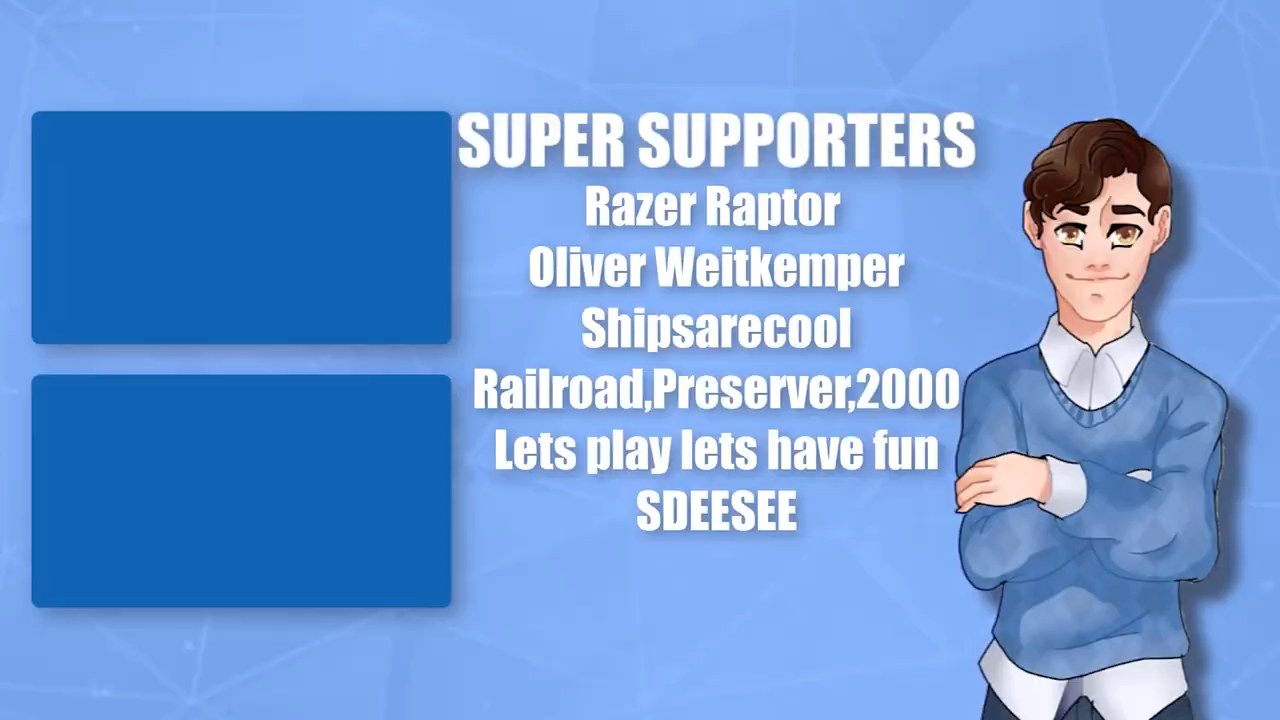 SUPER SUPPORTERS
Razer Raptor
Oliver Weitkemper
Shipsarecool
Railroad,Preserver,2000
Lets play lets have fun
SDEESEE